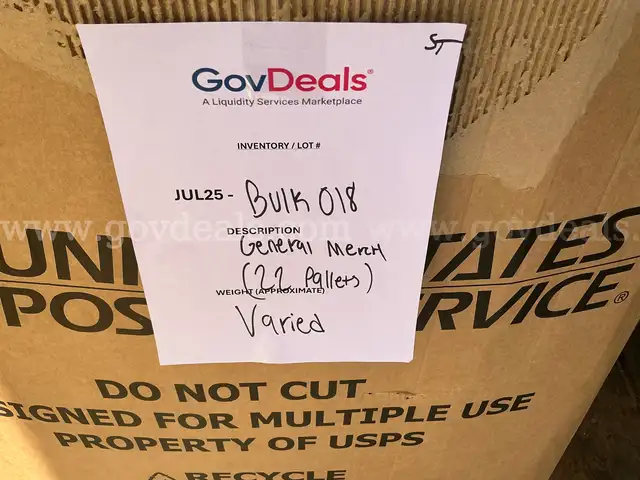 ST
GovDeals®
A Liquidity Services Marketplace
INVENTORY / LOT #
JUL25 - Bulk 018
DESCRIPTION
General Merch
(22 Pallets)
WEIGHT (APPROXIMATE)
Varied
www.govdeals.com www.govdeals.
UNI TATES
POS RVICE®
DO NOT CUT
SIGNED FOR MULTIPLE USE
PROPERTY OF USPS
RECYCLE